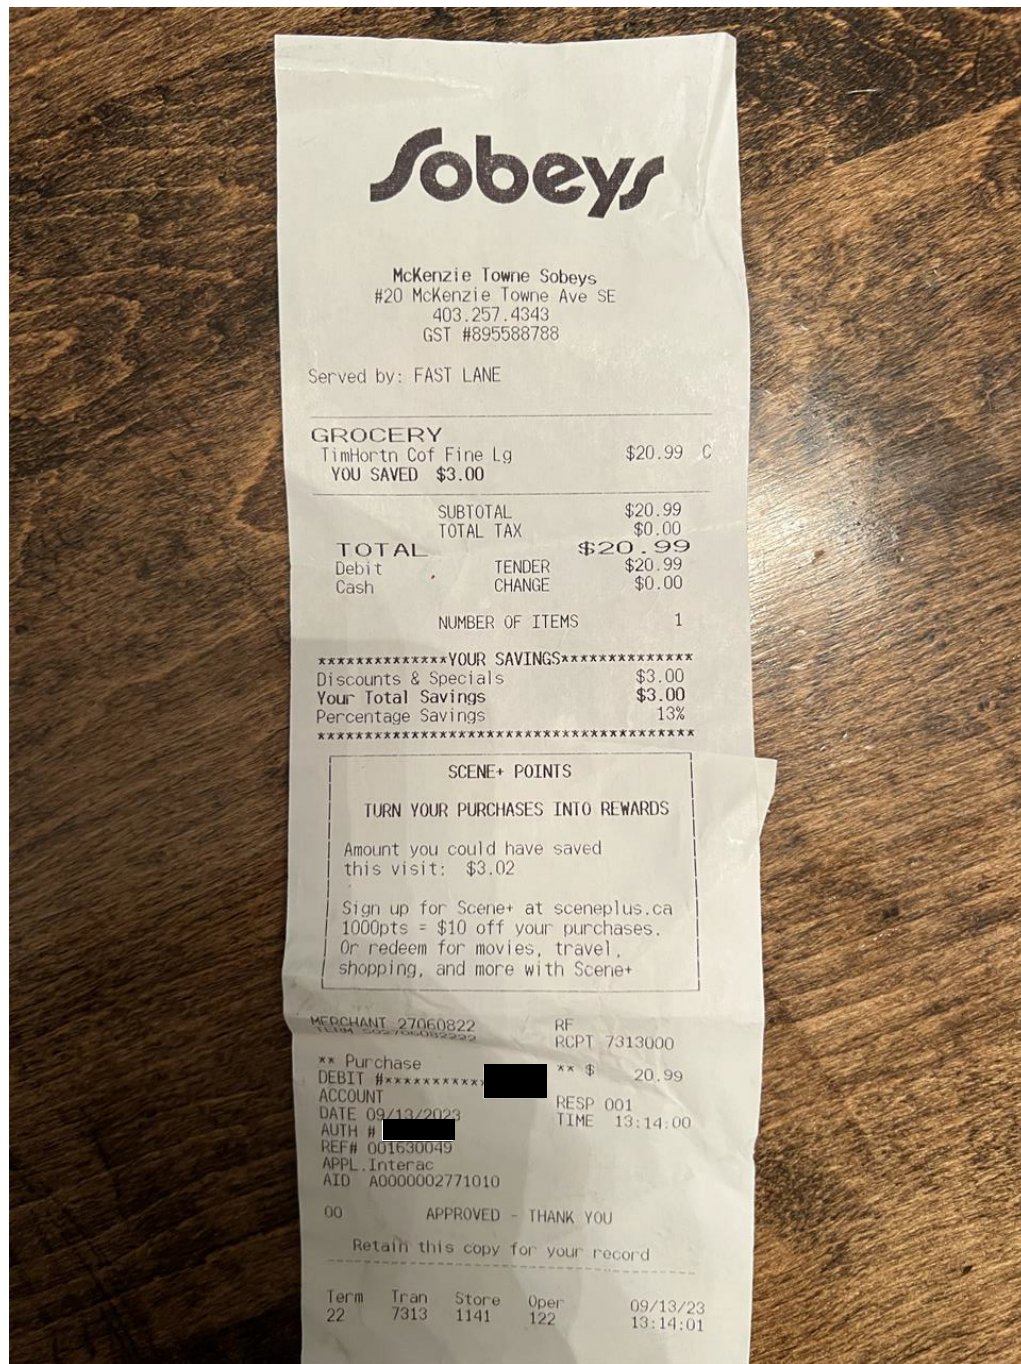 Sobeys
McKenzie Towne Sobeys
#20 McKenzie Towne Ave SE
403.257.4343
GST #895588788
Served by: FAST LANE
GROCERY
TimHortn Cof Fine Lg $20.99 C
YOU SAVED $3.00
SUBTOTAL $20.99
TOTAL TAX $0.00
TOTAL $20.99
Debit TENDER $20.99
Cash CHANGE $0.00
NUMBER OF ITEMS 1
**************YOUR SAVINGS**************
Discounts & Specials $3.00
Your Total Savings $3.00
Percentage Savings 13%
****************************************
SCENE+ POINTS
TURN YOUR PURCHASES INTO REWARDS
Amount you could have saved
this visit: $3.02
Sign up for Scene+ at sceneplus.ca
1000pts = $10 off your purchases.
Or redeem for movies, travel,
shopping, and more with Scene+
MERCHANT 27060822 RF
TERM RCPT 7313000
** Purchase ** $ 20.99
DEBIT #************
ACCOUNT RESP 001
DATE 09/13/2023 TIME 13:14:00
AUTH #
REF# 001630049
APPL.Interac
AID A0000002771010
00 APPROVED - THANK YOU
Retain this copy for your record
Term Tran Store Oper 09/13/23
22 7313 1141 122 13:14:01